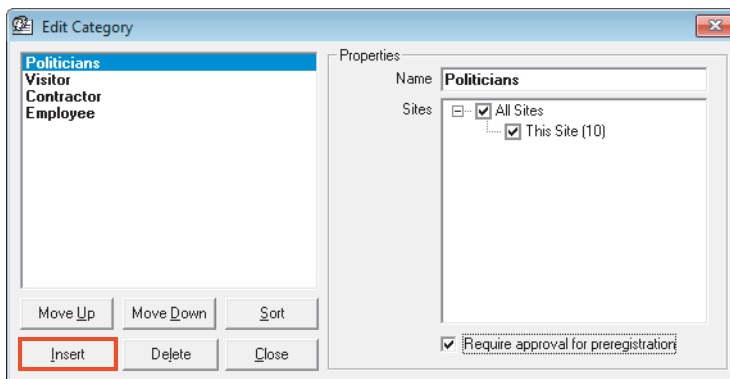 Edit Category
Politicians
Visitor
Contractor
Employee
Move Up
Move Down
Sort
Insert
Delete
Close
Properties
Name Politicians
Sites
All Sites
This Site (10)
Require approval for preregistration